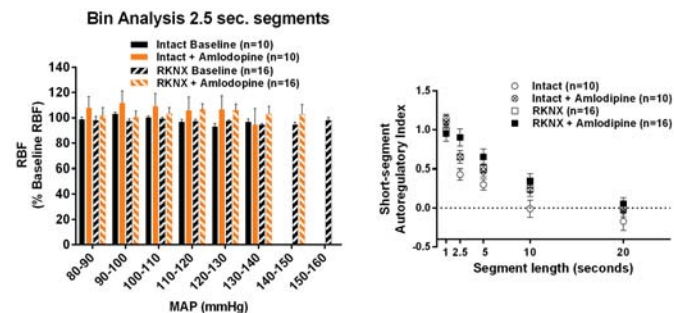 Bin Analysis 2.5 sec. segments
Intact Baseline (n=10)
Intact + Amlodopine (n=10)
RKNX Baseline (n=16)
RKNX + Amlodopine (n=16)
RBF
(% Baseline RBF)
140
120
100
80
60
40
20
0
80-90
90-100
100-110
110-120
120-130
130-140
140-150
150-160
MAP (mmHg)
Intact (n=10)
Intact + Amlodipine (n=10)
RKNX (n=16)
RKNX + Amlodipine (n=16)
Short-segment
Autoregulatory Index
1.5
1.0
0.5
0.0
-0.5
1 2.5 5 10 20
Segment length (seconds)